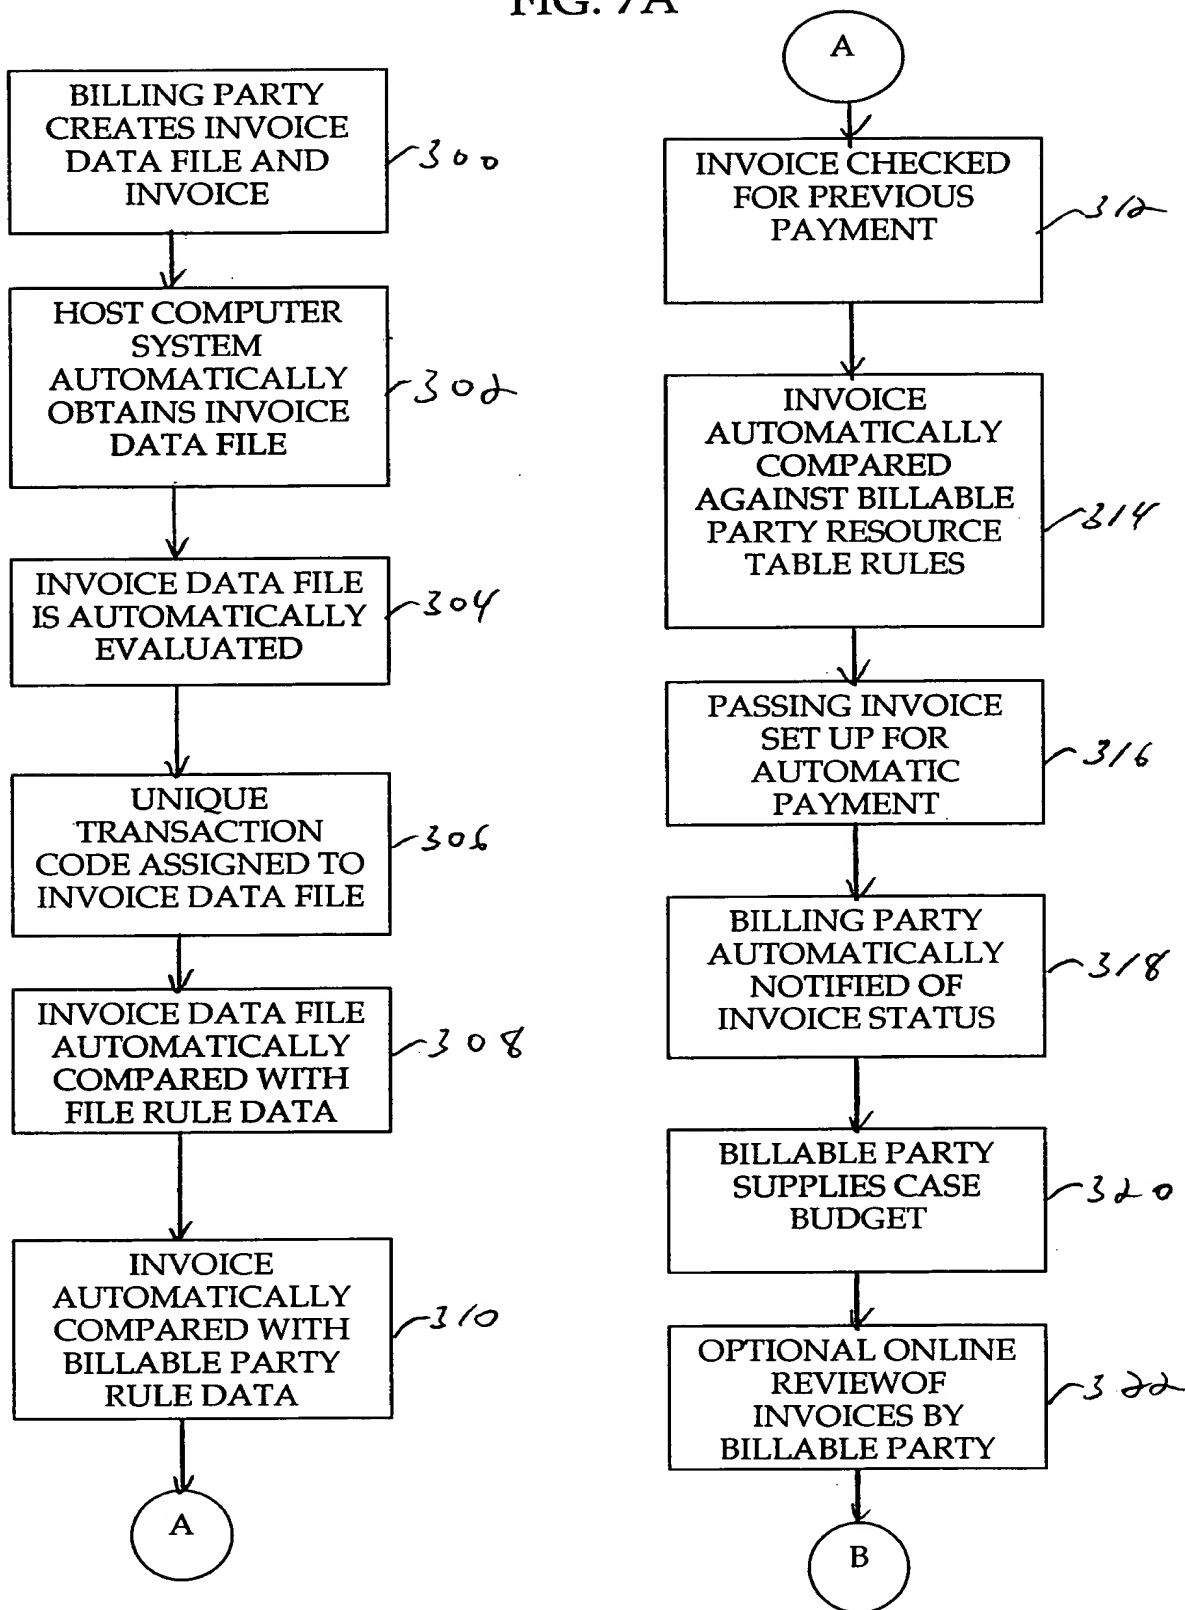 FIG. 7A
BILLING PARTY
CREATES INVOICE
DATA FILE AND
INVOICE
300
HOST COMPUTER
SYSTEM
AUTOMATICALLY
OBTAINS INVOICE
DATA FILE
302
INVOICE DATA FILE
IS AUTOMATICALLY
EVALUATED
304
UNIQUE
TRANSACTION
CODE ASSIGNED TO
INVOICE DATA FILE
306
INVOICE DATA FILE
AUTOMATICALLY
COMPARED WITH
FILE RULE DATA
308
INVOICE
AUTOMATICALLY
COMPARED WITH
BILLABLE PARTY
RULE DATA
310
A
A
INVOICE CHECKED
FOR PREVIOUS
PAYMENT
312
INVOICE
AUTOMATICALLY
COMPARED
AGAINST BILLABLE
PARTY RESOURCE
TABLE RULES
314
PASSING INVOICE
SET UP FOR
AUTOMATIC
PAYMENT
316
BILLING PARTY
AUTOMATICALLY
NOTIFIED OF
INVOICE STATUS
318
BILLABLE PARTY
SUPPLIES CASE
BUDGET
320
OPTIONAL ONLINE
REVIEWOF
INVOICES BY
BILLABLE PARTY
322
B